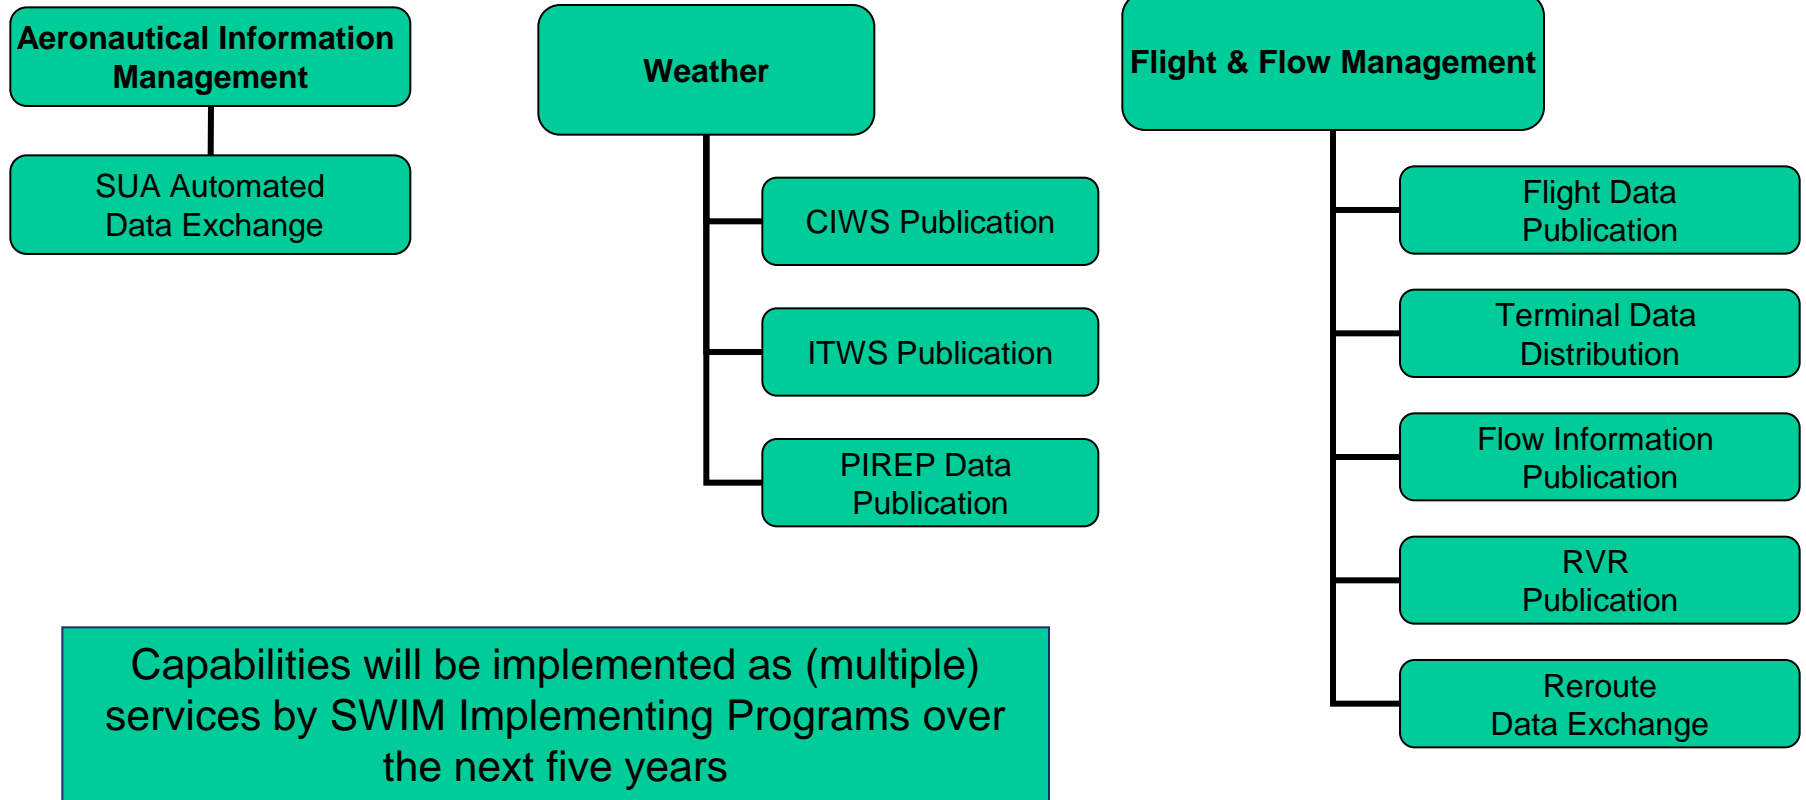 Aeronautical Information
Management
SUA Automated
Data Exchange
Weather
CIWS Publication
ITWS Publication
PIREP Data
Publication
Flight & Flow Management
Flight Data
Publication
Terminal Data
Distribution
Flow Information
Publication
RVR
Publication
Reroute
Data Exchange
Capabilities will be implemented as (multiple)
services by SWIM Implementing Programs over
the next five years